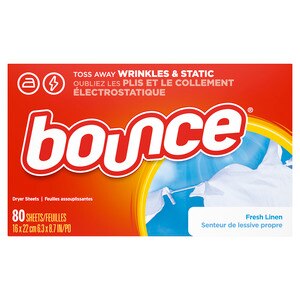 TOSS AWAY WRINKLES & STATIC
OUBLIEZ LES PLIS ET LE COLLEMENT
ÉLECTROSTATIQUE
bounce®
Dryer Sheets | Feuilles assouplissantes
80 SHEETS/FEUILLES
16 x 22 cm (6.3 x 8.7 IN/PO)
Fresh Linen
Senteur de lessive propre